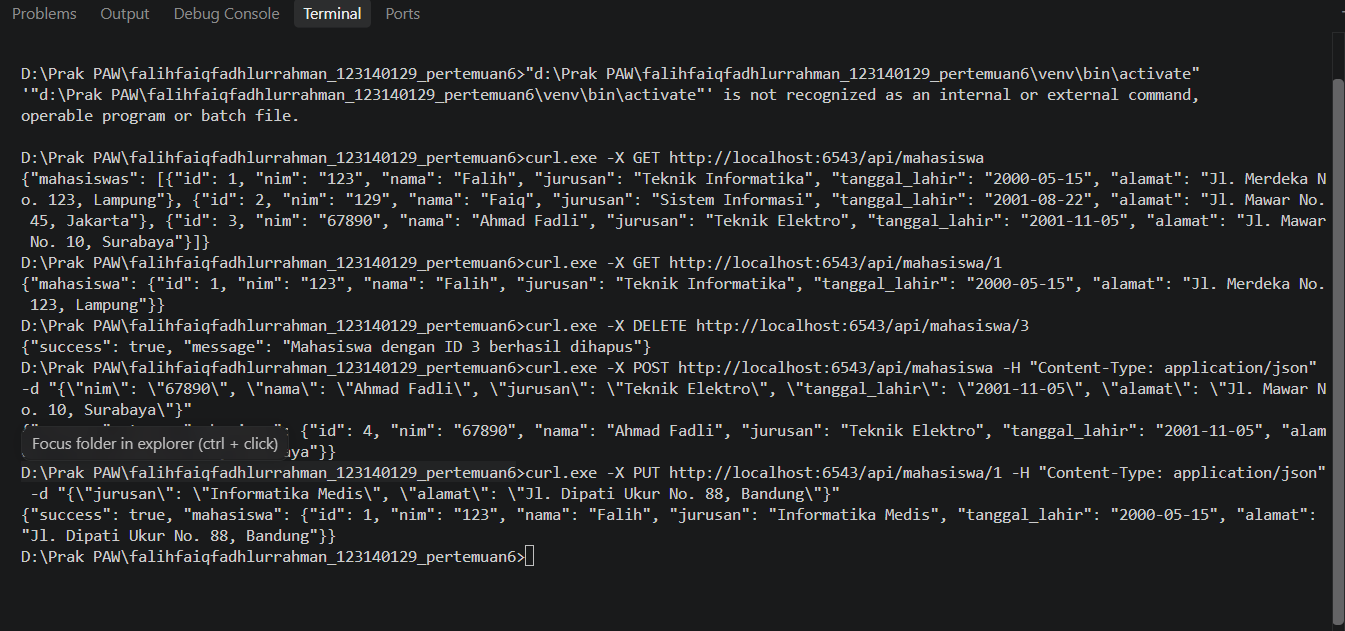 Problems Output Debug Console Terminal Ports
D:\Prak PAW\falihfaiqfadhlurrahman_123140129_pertemuan6>"d:\Prak PAW\falihfaiqfadhlurrahman_123140129_pertemuan6\venv\bin\activate"
'"d:\Prak PAW\falihfaiqfadhlurrahman_123140129_pertemuan6\venv\bin\activate"' is not recognized as an internal or external command,
operable program or batch file.
D:\Prak PAW\falihfaiqfadhlurrahman_123140129_pertemuan6>curl.exe -X GET http://localhost:6543/api/mahasiswa
{"mahasiswas": [{"id": 1, "nim": "123", "nama": "Falih", "jurusan": "Teknik Informatika", "tanggal_lahir": "2000-05-15", "alamat": "Jl. Merdeka N
o. 123, Lampung"}, {"id": 2, "nim": "129", "nama": "Faiq", "jurusan": "Sistem Informasi", "tanggal_lahir": "2001-08-22", "alamat": "Jl. Mawar No.
45, Jakarta"}, {"id": 3, "nim": "67890", "nama": "Ahmad Fadli", "jurusan": "Teknik Elektro", "tanggal_lahir": "2001-11-05", "alamat": "Jl. Mawar
No. 10, Surabaya"}]}
D:\Prak PAW\falihfaiqfadhlurrahman_123140129_pertemuan6>curl.exe -X GET http://localhost:6543/api/mahasiswa/1
{"mahasiswa": {"id": 1, "nim": "123", "nama": "Falih", "jurusan": "Teknik Informatika", "tanggal_lahir": "2000-05-15", "alamat": "Jl. Merdeka No.
123, Lampung"}}
D:\Prak PAW\falihfaiqfadhlurrahman_123140129_pertemuan6>curl.exe -X DELETE http://localhost:6543/api/mahasiswa/3
{"success": true, "message": "Mahasiswa dengan ID 3 berhasil dihapus"}
D:\Prak PAW\falihfaiqfadhlurrahman_123140129_pertemuan6>curl.exe -X POST http://localhost:6543/api/mahasiswa -H "Content-Type: application/json"
-d "{\"nim\": \"67890\", \"nama\": \"Ahmad Fadli\", \"jurusan\": \"Teknik Elektro\", \"tanggal_lahir\": \"2001-11-05\", \"alamat\": \"Jl. Mawar N
o. 10, Surabaya\"}"
{"id": 4, "nim": "67890", "nama": "Ahmad Fadli", "jurusan": "Teknik Elektro", "tanggal_lahir": "2001-11-05", "alam
Focus folder in explorer (ctrl + click)
aya"}}
D:\Prak PAW\falihfaiqfadhlurrahman_123140129_pertemuan6>curl.exe -X PUT http://localhost:6543/api/mahasiswa/1 -H "Content-Type: application/json"
-d "{\"jurusan\": \"Informatika Medis\", \"alamat\": \"Jl. Dipati Ukur No. 88, Bandung\"}"
{"success": true, "mahasiswa": {"id": 1, "nim": "123", "nama": "Falih", "jurusan": "Informatika Medis", "tanggal_lahir": "2000-05-15", "alamat":
"Jl. Dipati Ukur No. 88, Bandung"}}
D:\Prak PAW\falihfaiqfadhlurrahman_123140129_pertemuan6>